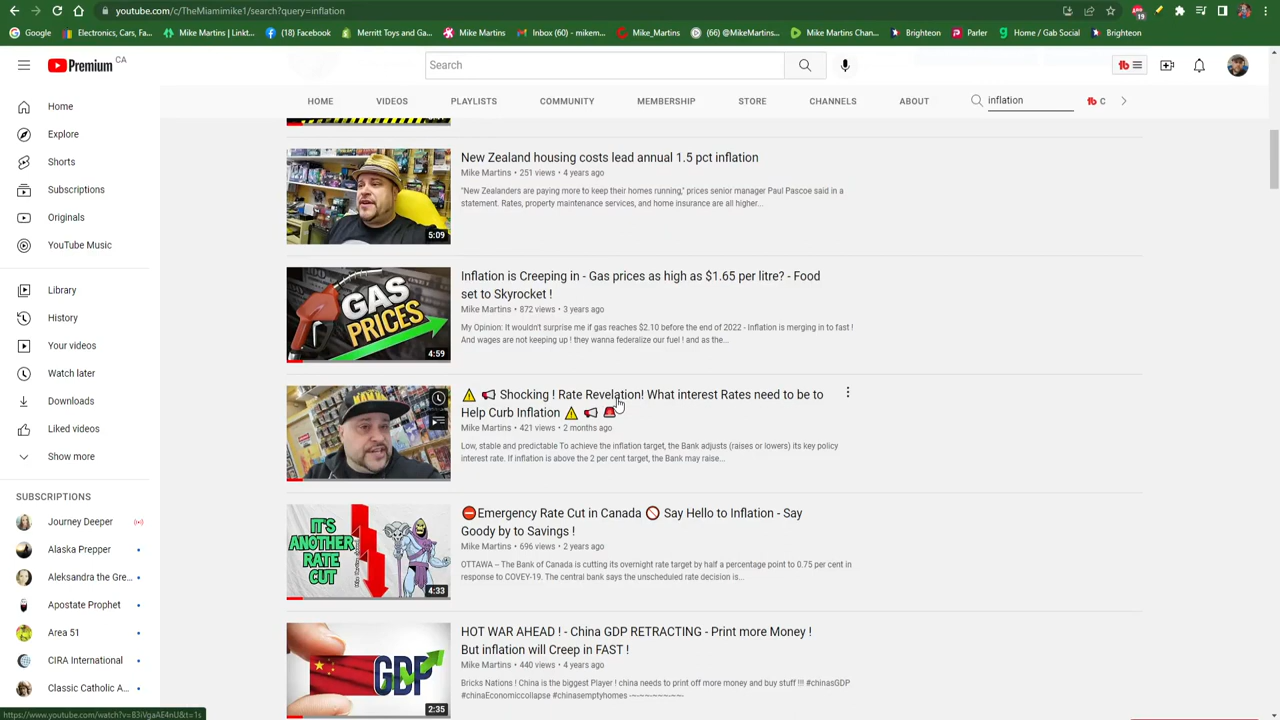 youtube.com/c/TheMiamimike1/search?query=inflation
19
Google
Electronics, Cars,...
Mike Martins | Linkt...
(18) Facebook
Merritt Toys and Ga...
Mike Martins
Inbox (60) - mikem...
Mike_Martins
(66) @MikeMartins...
Mike Martins Chan...
Brighteon
Parler
Home / Gab Social
Brighteon
Premium CA
Search
HOME VIDEOS PLAYLISTS COMMUNITY MEMBERSHIP STORE CHANNELS ABOUT inflation tb C
Home
Explore
Shorts
Subscriptions
Originals
YouTube Music
Library
History
Your videos
Watch later
Downloads
Liked videos
Show more
SUBSCRIPTIONS
Journey Deeper
Alaska Prepper
Aleksandra the Gre...
Apostate Prophet
Area 51
CIRA International
Classic Catholic A...
New Zealand housing costs lead annual 1.5 pct inflation
Mike Martins • 251 views • 4 years ago
"New Zealanders are paying more to keep their homes running," prices senior manager Paul Pascoe said in a
statement. Rates, property maintenance services, and home insurance are all higher...
5:09
GAS
PRICES
4:59
Inflation is Creeping in - Gas prices as high as $1.65 per litre? - Food
set to Skyrocket !
Mike Martins • 872 views • 3 years ago
My Opinion: It wouldn't surprise me if gas reaches $2.10 before the end of 2022 - Inflation is merging in to fast !
And wages are not keeping up ! they wanna federalize our fuel ! and as the...
⚠️ 📢 Shocking ! Rate Revelation! What interest Rates need to be to
Help Curb Inflation ⚠️ 📢 🚨
Mike Martins • 421 views • 2 months ago
Low, stable and predictable To achieve the inflation target, the Bank adjusts (raises or lowers) its key policy
interest rate. If inflation is above the 2 per cent target, the Bank may raise...
IT'S
ANOTHER
RATE
CUT
4:33
⛔Emergency Rate Cut in Canada 🚫 Say Hello to Inflation - Say
Goody by to Savings !
Mike Martins • 696 views • 2 years ago
OTTAWA – The Bank of Canada is cutting its overnight rate target by half a percentage point to 0.75 per cent in
response to COVEY-19. The central bank says the unscheduled rate decision is...
GDP
2:35
HOT WAR AHEAD ! - China GDP RETRACTING - Print more Money !
But inflation will Creep in FAST !
Mike Martins • 440 views • 4 years ago
Bricks Nations ! China is the biggest Player ! china needs to print off more money and buy stuff !!! #chinasGDP
#chinaEconomiccollapse #chinasemptyhomes
https://www.youtube.com/watch?v=B3iVgaAE4nU&t=1s